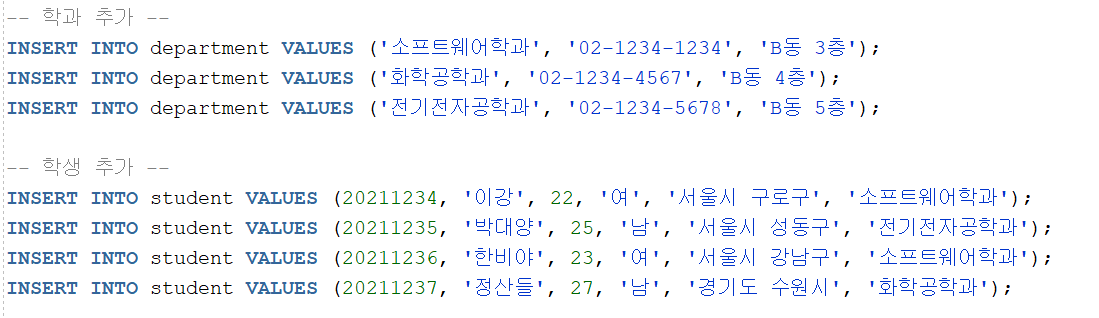 -- 학과 추가 --
INSERT INTO department VALUES ('소프트웨어학과', '02-1234-1234', 'B동 3층');
INSERT INTO department VALUES ('화학공학과', '02-1234-4567', 'B동 4층');
INSERT INTO department VALUES ('전기전자공학과', '02-1234-5678', 'B동 5층');
-- 학생 추가 --
INSERT INTO student VALUES (20211234, '이강', 22, '여', '서울시 구로구', '소프트웨어학과');
INSERT INTO student VALUES (20211235, '박대양', 25, '남', '서울시 성동구', '전기전자공학과');
INSERT INTO student VALUES (20211236, '한비야', 23, '여', '서울시 강남구', '소프트웨어학과');
INSERT INTO student VALUES (20211237, '정산들', 27, '남', '경기도 수원시', '화학공학과');